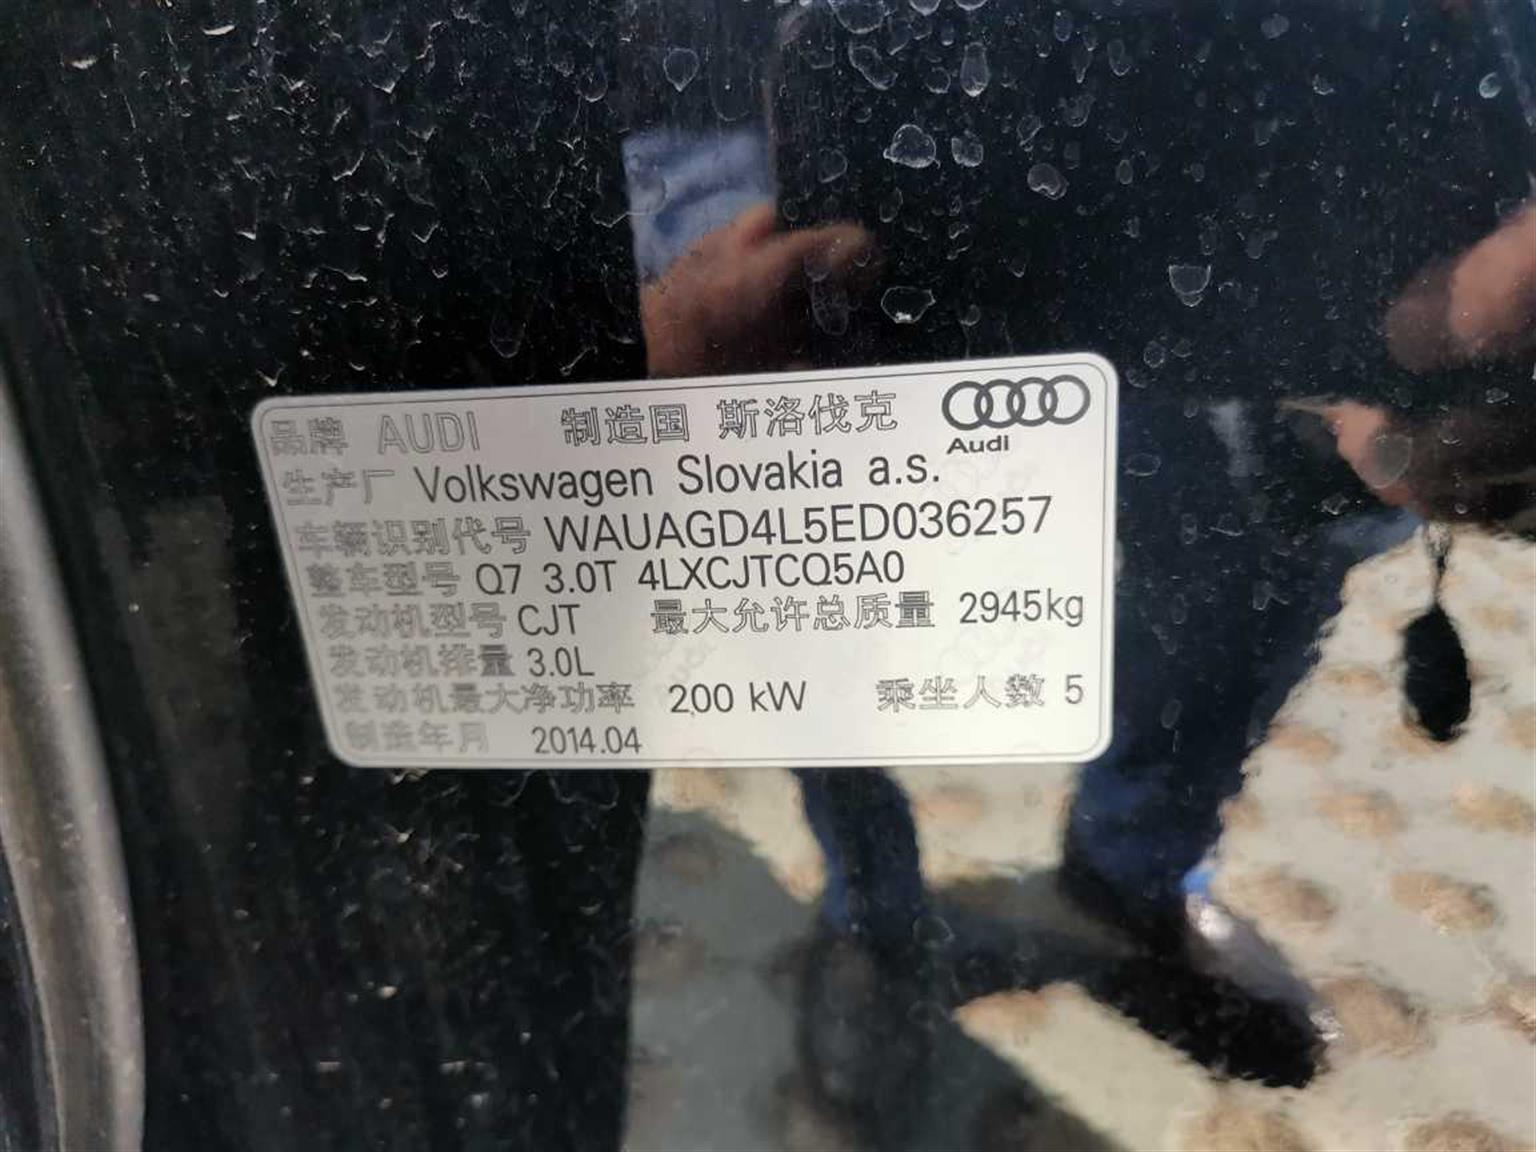 品牌 AUDI 制造国 斯洛伐克
Audi
生产厂 Volkswagen Slovakia a.s.
车辆识别代号 WAUAGD4L5ED036257
整车型号 Q7 3.0T 4LXCJTCQ5A0
发动机型号 CJT 最大允许总质量 2945kg
发动机排量 3.0L
发动机最大净功率 200 kW 乘坐人数 5
制造年月 2014.04